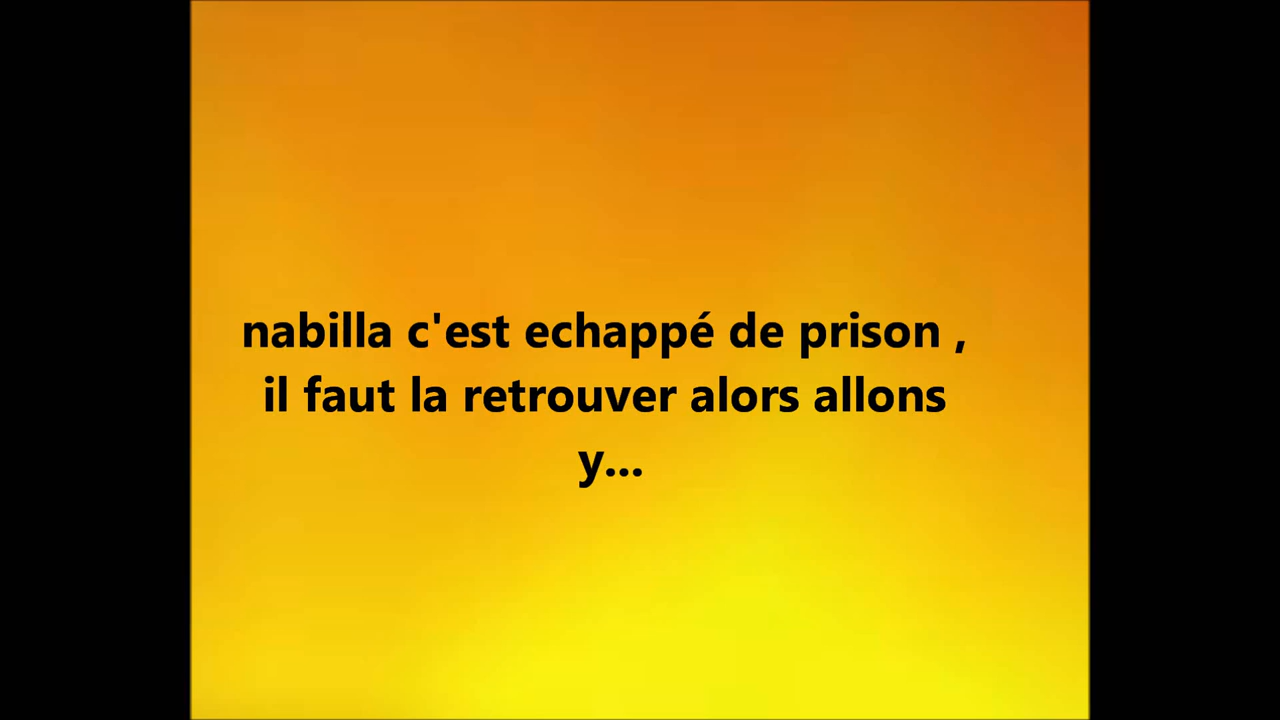 nabilla c'est echappé de prison ,
il faut la retrouver alors allons
y...